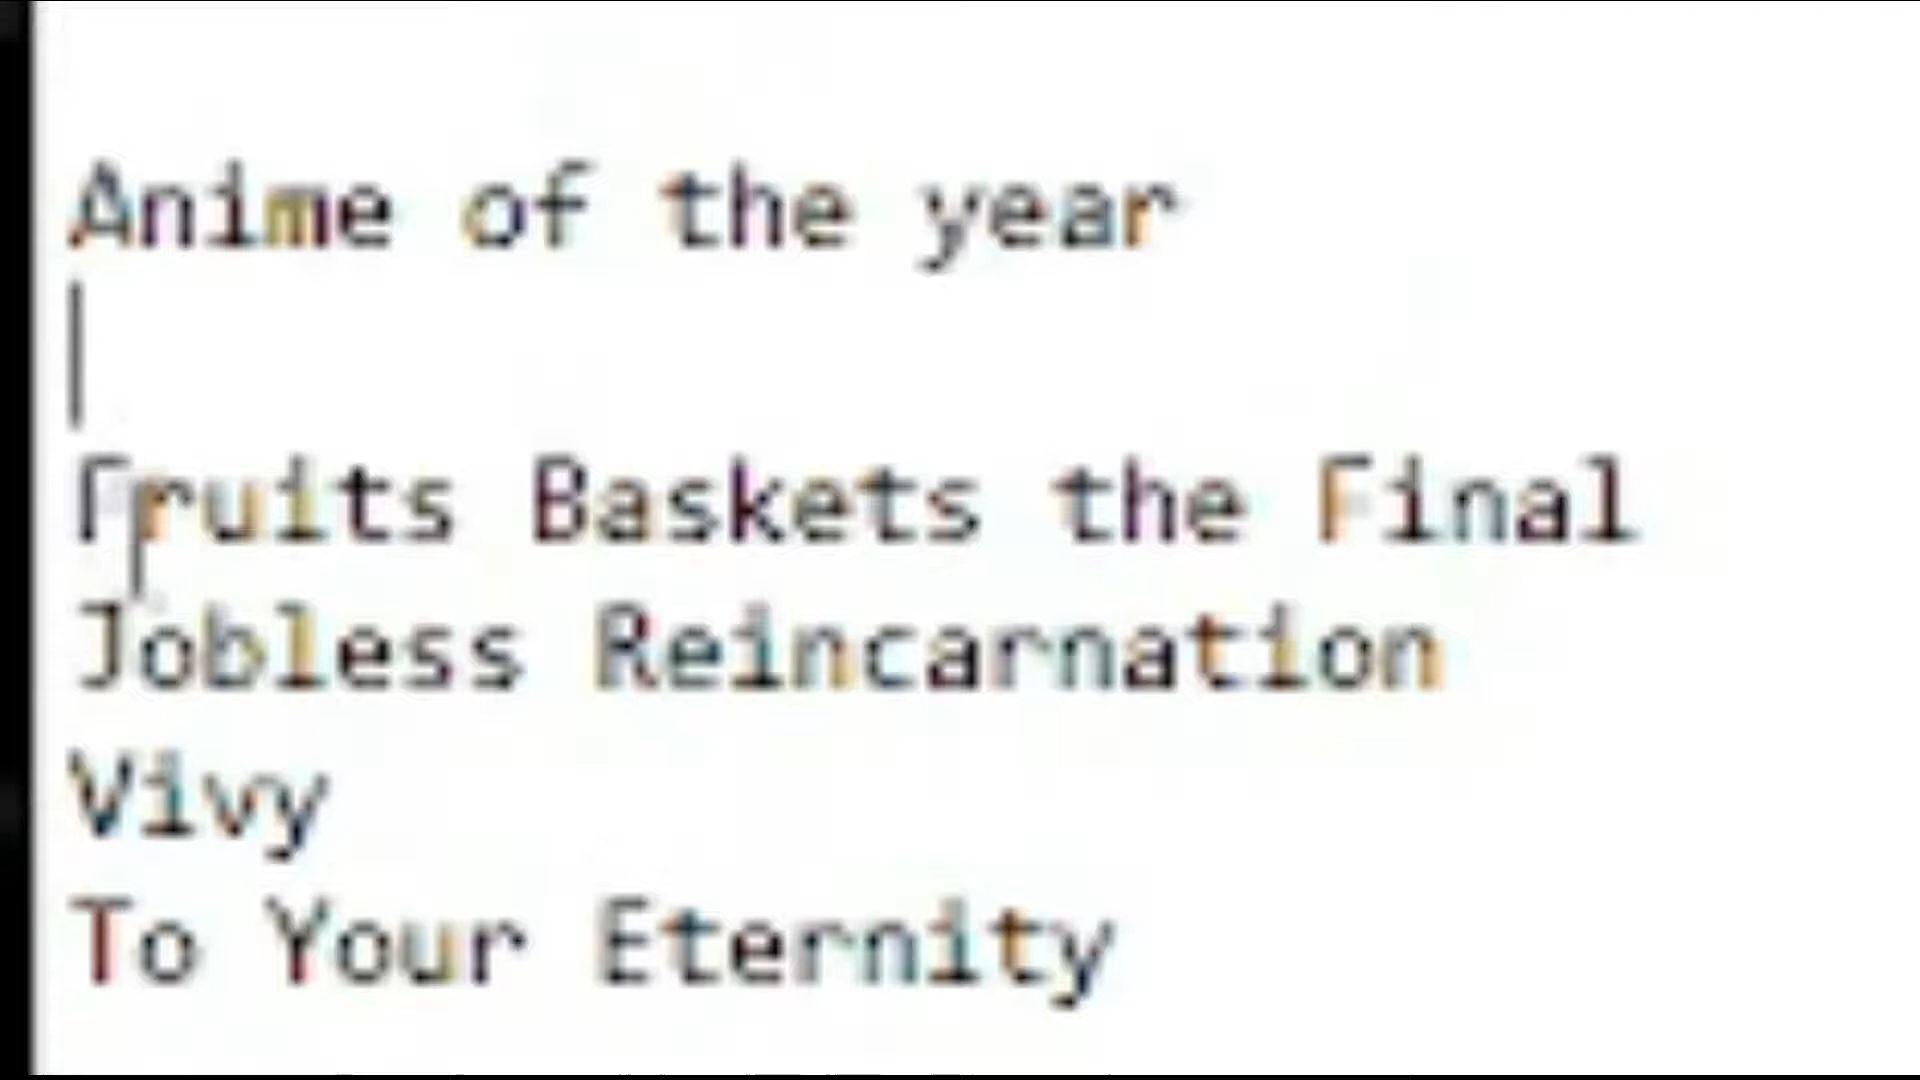 Anime of the year
Fruits Baskets the Final
Jobless Reincarnation
Vivy
To Your Eternity